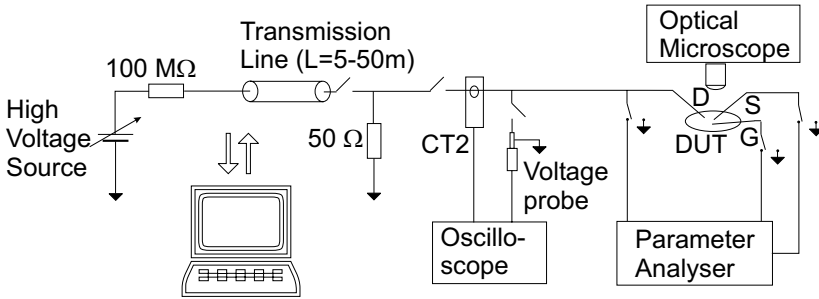 Transmission
Line (L=5-50m)
Optical
Microscope
100 MΩ
High
Voltage
Source
50 Ω
CT2
Voltage
probe
D
S
G
DUT
Oscillo-
scope
Parameter
Analyser